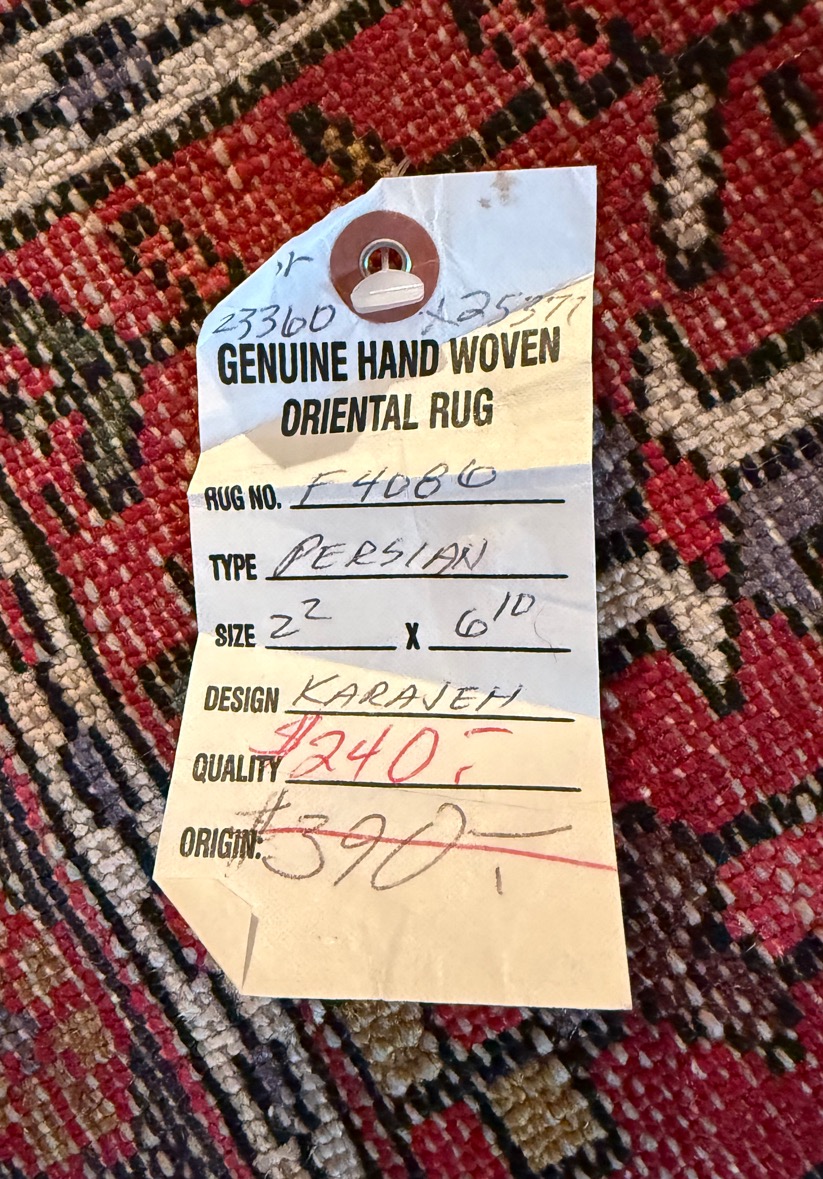 23360
GENUINE HAND WOVEN
ORIENTAL RUG
RUG NO. F4086
TYPE PERSIAN
SIZE 2² X 6¹⁰
DESIGN KARAJEH
QUALITY $240.-
ORIGIN: $390.-